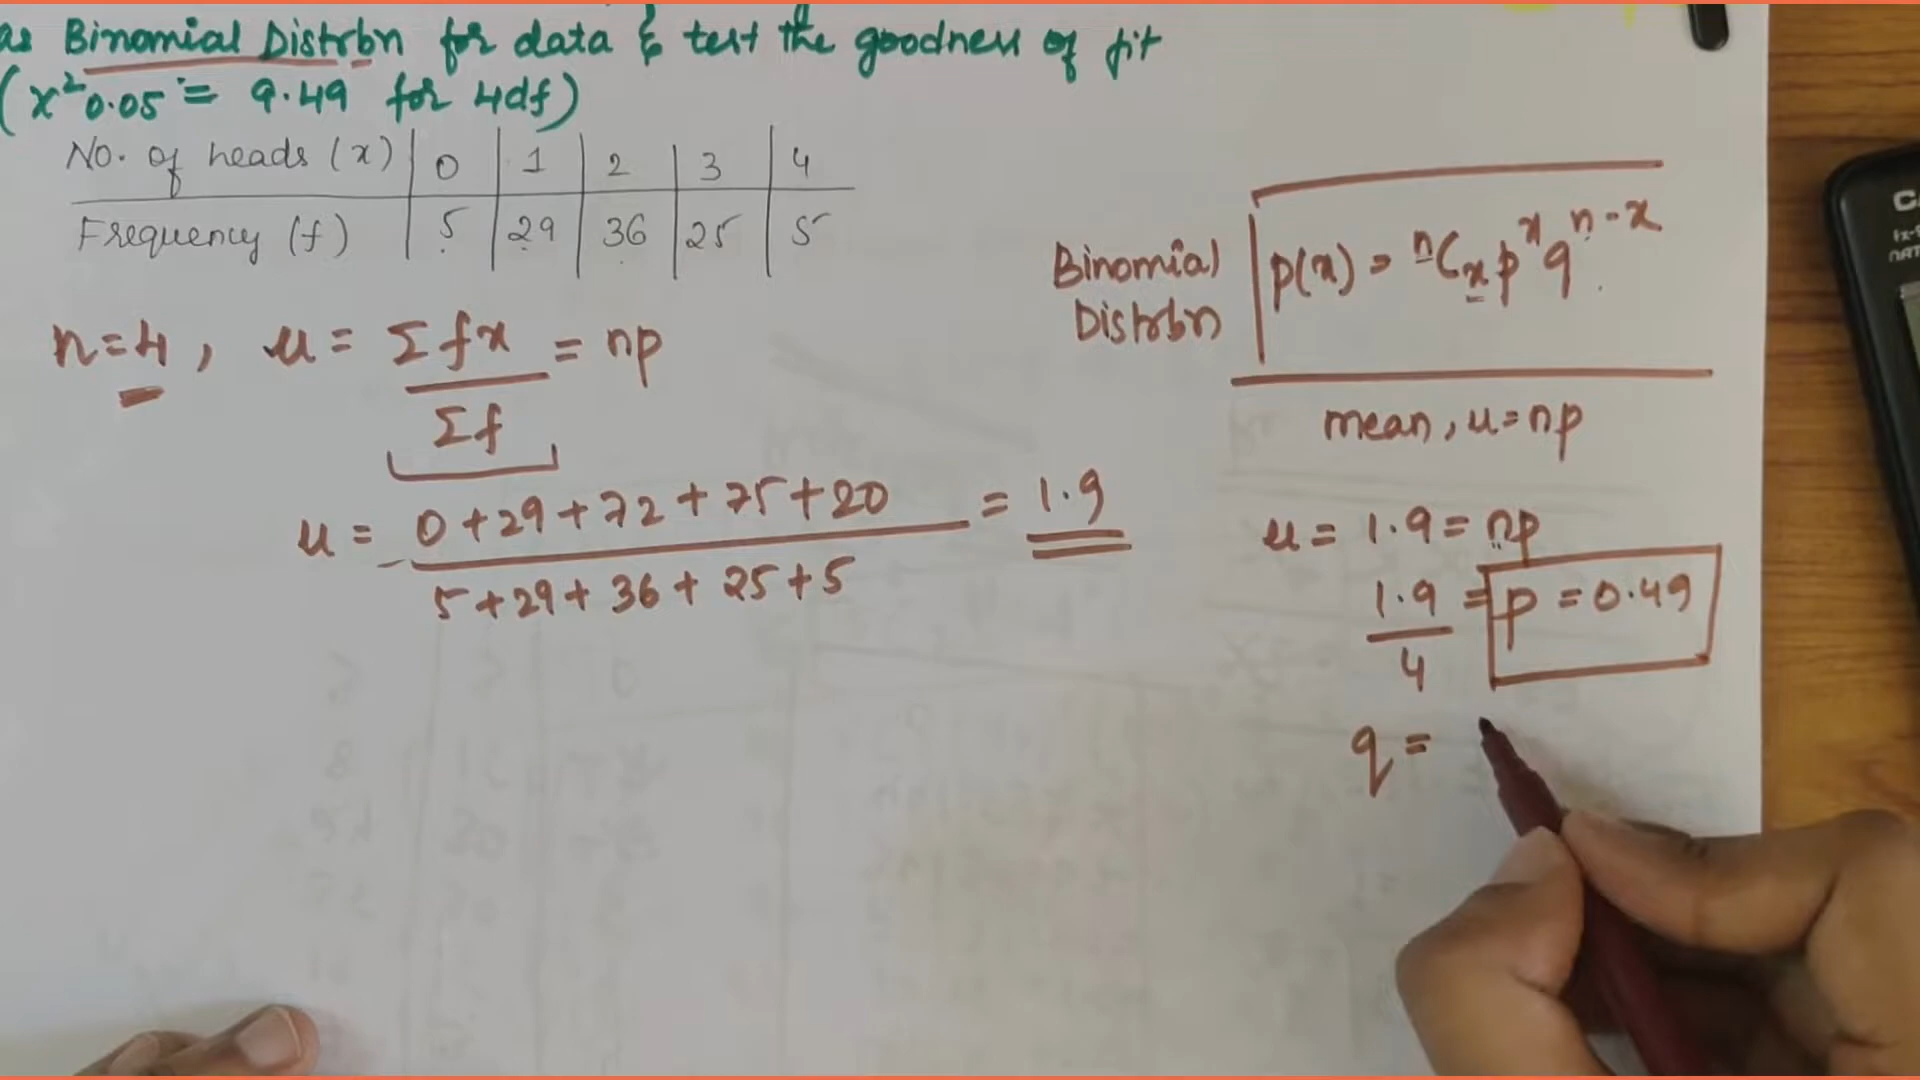 as Binomial Distrbn for data & test the goodness of fit
(x²0.05 = 9.49 for 4df)
No. of heads (x) 0 1 2 3 4
Frequency (f) 5 29 36 25 5
Binomial Distrbn
p(x) = nCx p^x q^n-x
n=4, u = Σfx/Σf = np
mean, u=np
u = 0+29+72+75+20 / 5+29+36+25+5 = 1.9
u = 1.9 = np
1.9/4 = p = 0.49
q =